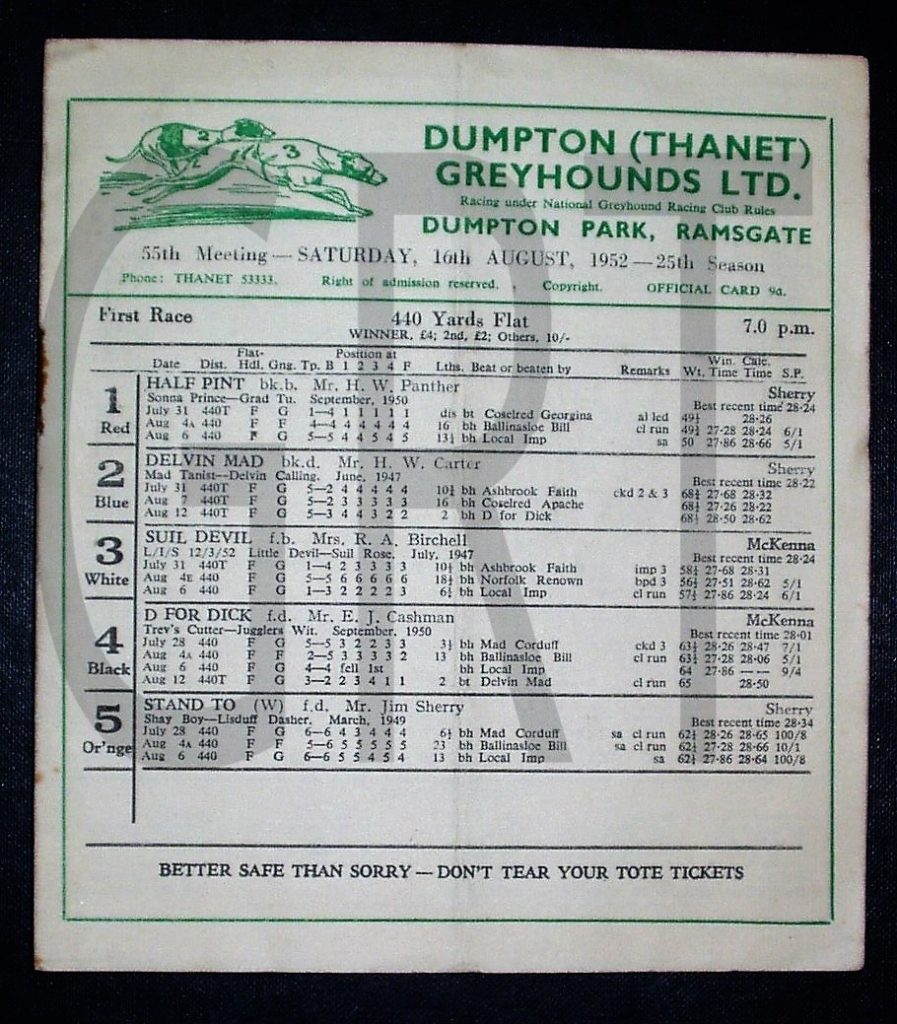 DUMPTON (THANET)
GREYHOUNDS LTD.
Racing under National Greyhound Racing Club Rules
DUMPTON PARK, RAMSGATE
55th Meeting — SATURDAY, 16th AUGUST, 1952 — 25th Season
Phone: THANET 53333. Right of admission reserved. Copyright. OFFICIAL CARD 9d.
First Race 440 Yards Flat 7.0 p.m.
WINNER, £4; 2nd, £2; Others, 10/-
Flat- Position at Win. Calc.
Date Dist. Hdl. Gng. Tp. B 1 2 3 4 F Lths. Beat or beaten by Remarks Wt. Time Time S.P.
1 Red
HALF PINT bk.b. Mr. H. W. Panther Sherry
Sonna Prince—Grad Tu. September, 1950 Best recent time 28·24
July 31 440T F G 1—4 1 1 1 1 1 dis bt Coselred Georgina al led 49½ 28·26
Aug 4A 440 F F 4—4 4 4 4 4 4 16 bh Ballinasloe Bill cl run 49½ 27·28 28·24 6/1
Aug 6 440 F G 5—5 4 4 5 4 5 13½ bh Local Imp sa 50 27·86 28·66 5/1
2 Blue
DELVIN MAD bk.d. Mr. H. W. Carter Sherry
Mad Tanist—Delvin Calling. June, 1947 Best recent time 28·22
July 31 440T F G 5—2 4 4 4 4 4 10½ bh Ashbrook Faith ckd 2 & 3 68½ 27·68 28·32
Aug 7 440T F G 5—2 3 3 3 3 3 16 bh Coselred Apache 68½ 27·26 28·22
Aug 12 440T F G 5—3 4 4 3 2 2 2 bh D for Dick 68½ 28·50 28·62
3 White
SUIL DEVIL f.b. Mrs. R. A. Birchell McKenna
L/I/S 12/3/52 Little Devil—Suil Rose. July, 1947 Best recent time 28·24
July 31 440T F G 1—4 2 3 3 3 3 10½ bh Ashbrook Faith imp 3 58½ 27·68 28·31
Aug 4E 440 F G 5—5 6 6 6 6 6 18½ bh Norfolk Renown bpd 3 56½ 27·51 28·62 5/1
Aug 6 440 F G 1—3 2 2 2 2 3 6½ bh Local Imp cl run 57½ 27·86 28·24 6/1
4 Black
D FOR DICK f.d. Mr. E. J. Cashman McKenna
Trev's Cutter—Jugglers Wit. September, 1950 Best recent time 28·01
July 28 440 F G 5—5 3 2 2 3 3 3½ bh Mad Corduff ckd 3 63½ 28·26 28·47 7/1
Aug 4A 440 F F 2—5 3 3 3 3 2 13 bh Ballinasloe Bill cl run 63½ 27·28 28·06 5/1
Aug 6 440 F G 4—4 fell 1st bh Local Imp 64 27·86 —— 9/4
Aug 12 440T F G 3—2 2 3 4 1 1 2 bt Delvin Mad cl run 65 28·50
5 Or'nge
STAND TO (W) f.d. Mr. Jim Sherry Sherry
Shay Boy—Lisduff Dasher. March, 1949 Best recent time 28·34
July 28 440 F G 6—6 4 3 4 4 4 6½ bh Mad Corduff sa cl run 62½ 28·26 28·65 100/8
Aug 4A 440 F F 5—6 5 5 5 5 5 23 bh Ballinasloe Bill sa cl run 62½ 27·28 28·66 10/1
Aug 6 440 F G 6—6 5 5 4 5 4 13 bh Local Imp sa 62½ 27·86 28·64 100/8
BETTER SAFE THAN SORRY — DON'T TEAR YOUR TOTE TICKETS
2
3
GRT